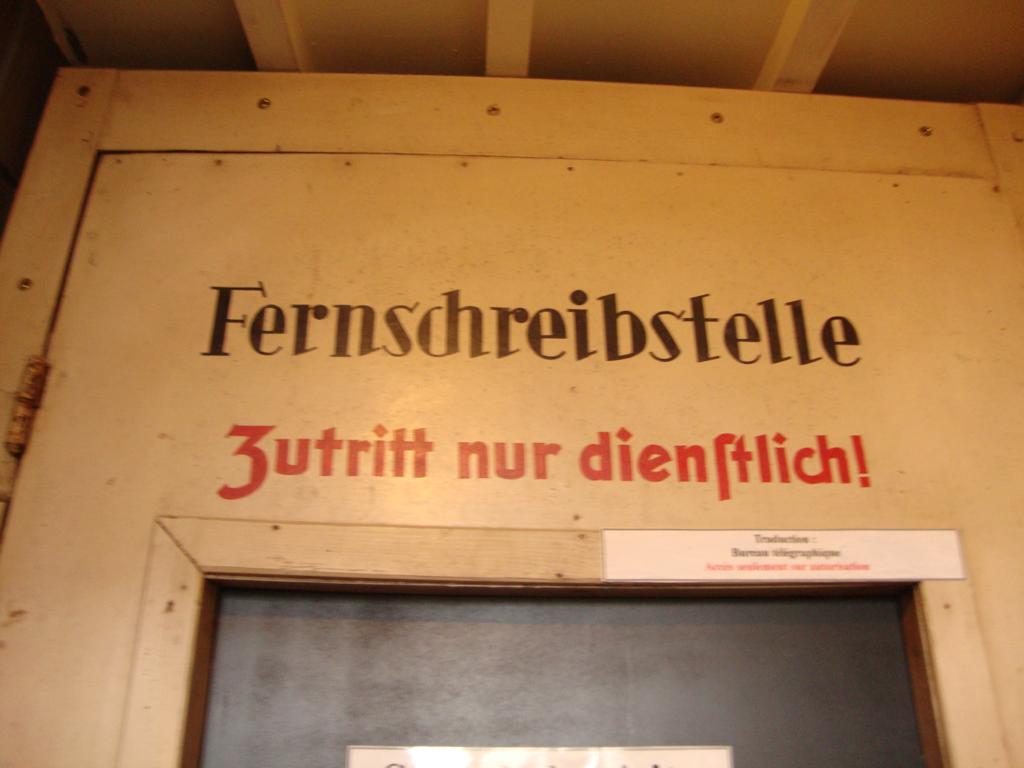 Fernschreibstelle
Zutritt nur dienſtlich!
Traduction :
Bureau télégraphique
Accès seulement sur autorisation